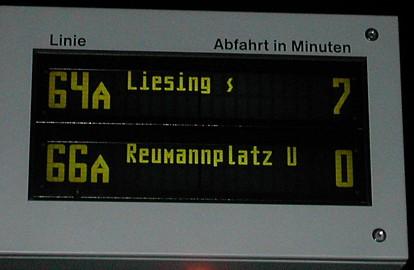 Linie Abfahrt in Minuten
64A Liesing S 7
66A Reumannplatz U 0